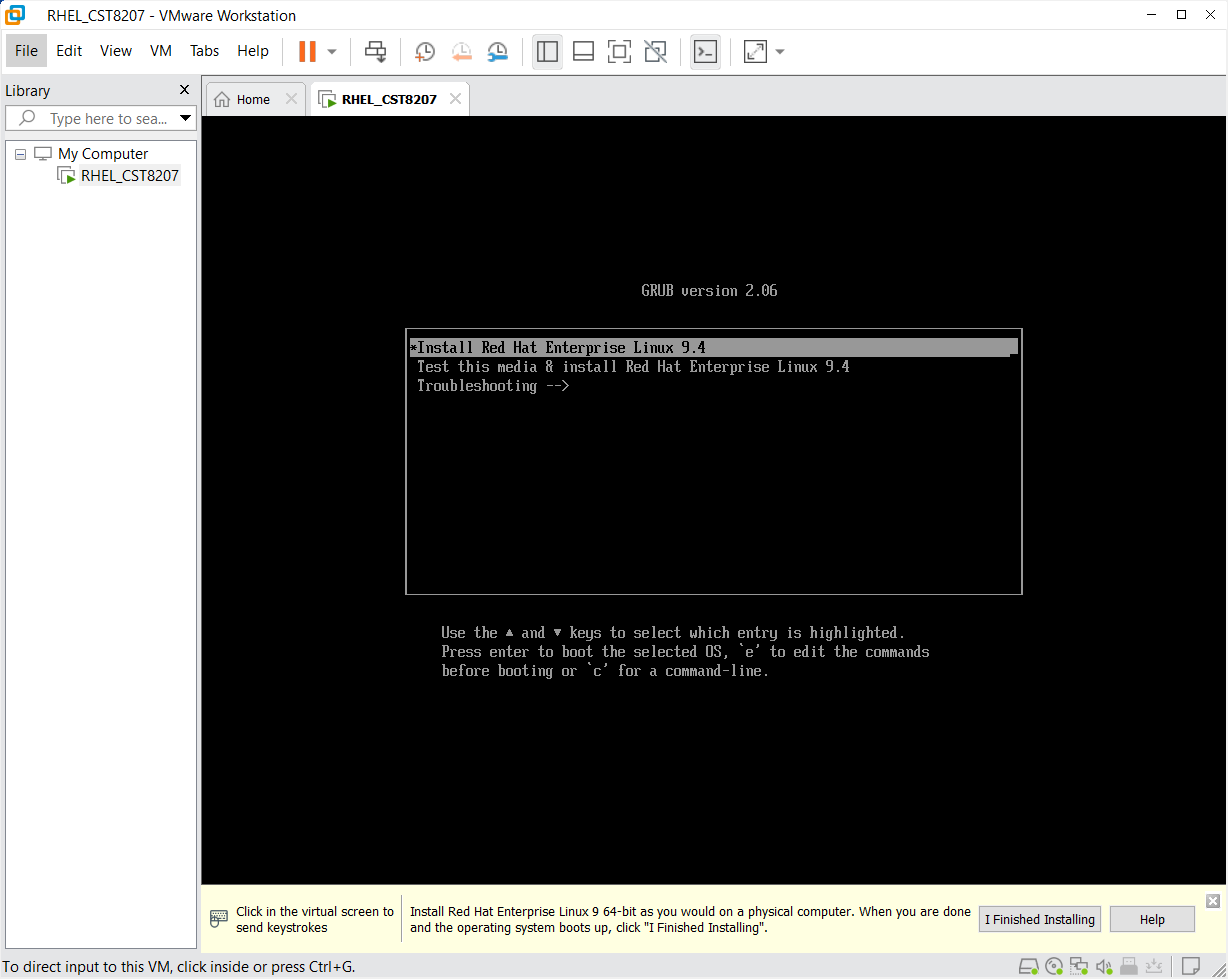 RHEL_CST8207 - VMware Workstation
File Edit View VM Tabs Help
Library
Home RHEL_CST8207
Type here to sea...
My Computer
RHEL_CST8207
GRUB version 2.06
*Install Red Hat Enterprise Linux 9.4
Test this media & install Red Hat Enterprise Linux 9.4
Troubleshooting -->
Use the ▲ and ▼ keys to select which entry is highlighted.
Press enter to boot the selected OS, `e' to edit the commands
before booting or `c' for a command-line.
Click in the virtual screen to
send keystrokes
Install Red Hat Enterprise Linux 9 64-bit as you would on a physical computer. When you are done
and the operating system boots up, click "I Finished Installing".
I Finished Installing
Help
To direct input to this VM, click inside or press Ctrl+G.